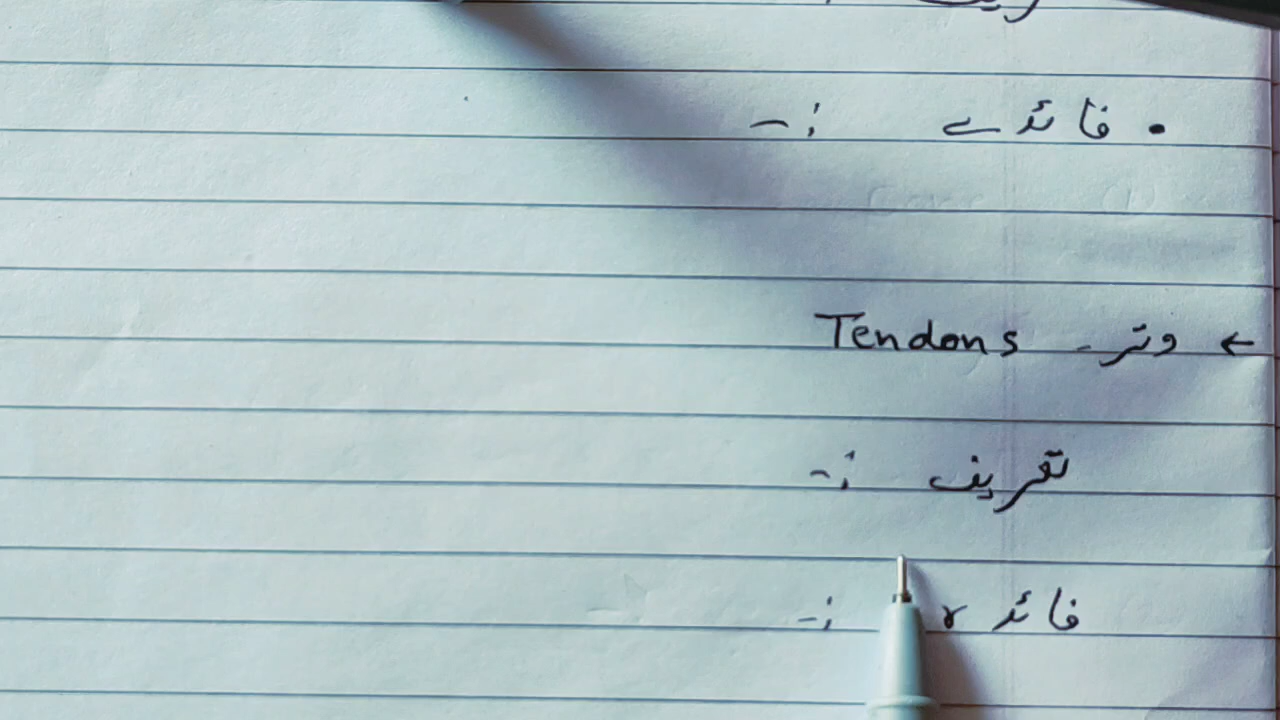 • فائدے :-
← وتر - Tendons
تعریف :-
فائدہ :-